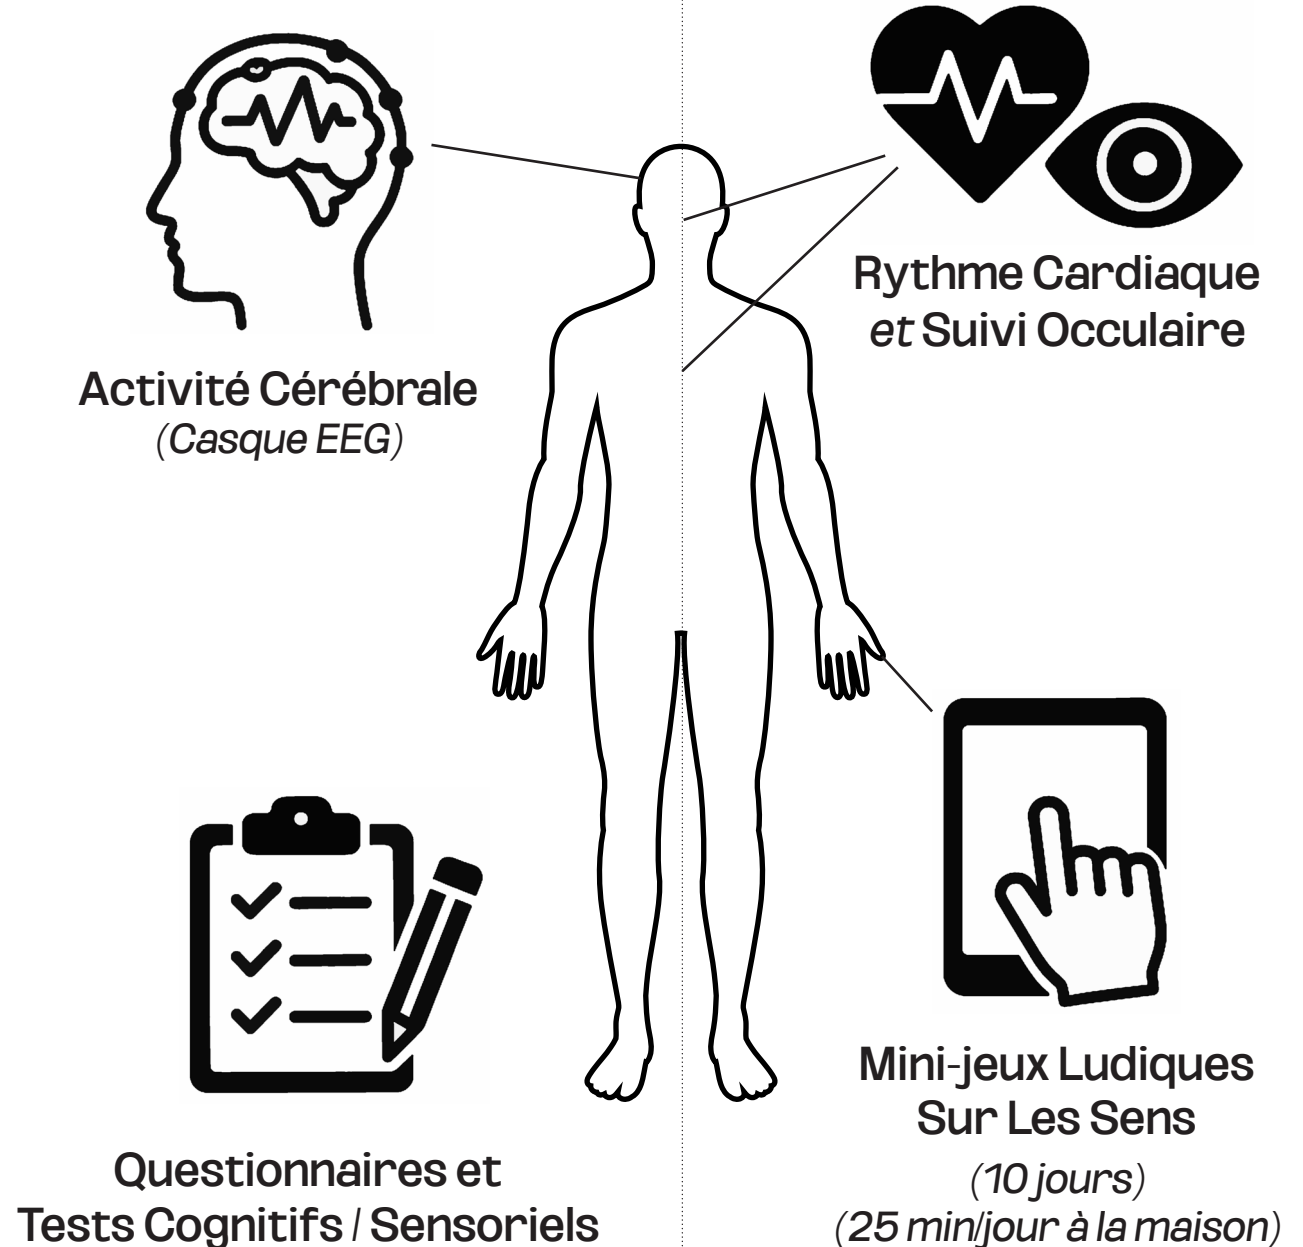 Rythme Cardiaque
et Suivi Occulaire
Activité Cérébrale
(Casque EEG)
Mini-jeux Ludiques
Sur Les Sens
(10 jours)
(25 min/jour à la maison)
Questionnaires et
Tests Cognitifs / Sensoriels